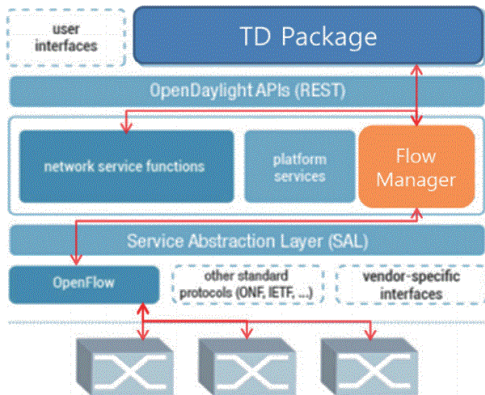 user
interfaces
TD Package
OpenDaylight APIs (REST)
network service functions
platform
services
Flow
Manager
Service Abstraction Layer (SAL)
OpenFlow
other standard
protocols (ONF, IETF, ...)
vendor-specific
interfaces